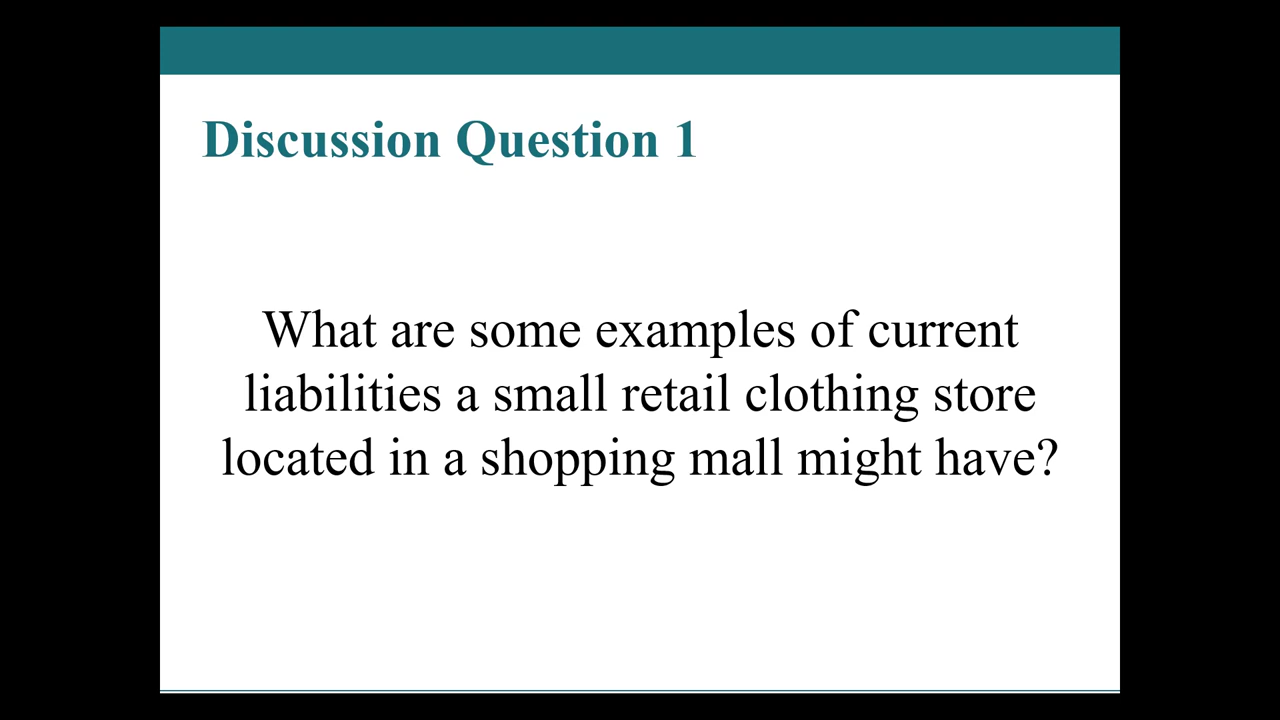 Discussion Question 1
What are some examples of current
liabilities a small retail clothing store
located in a shopping mall might have?